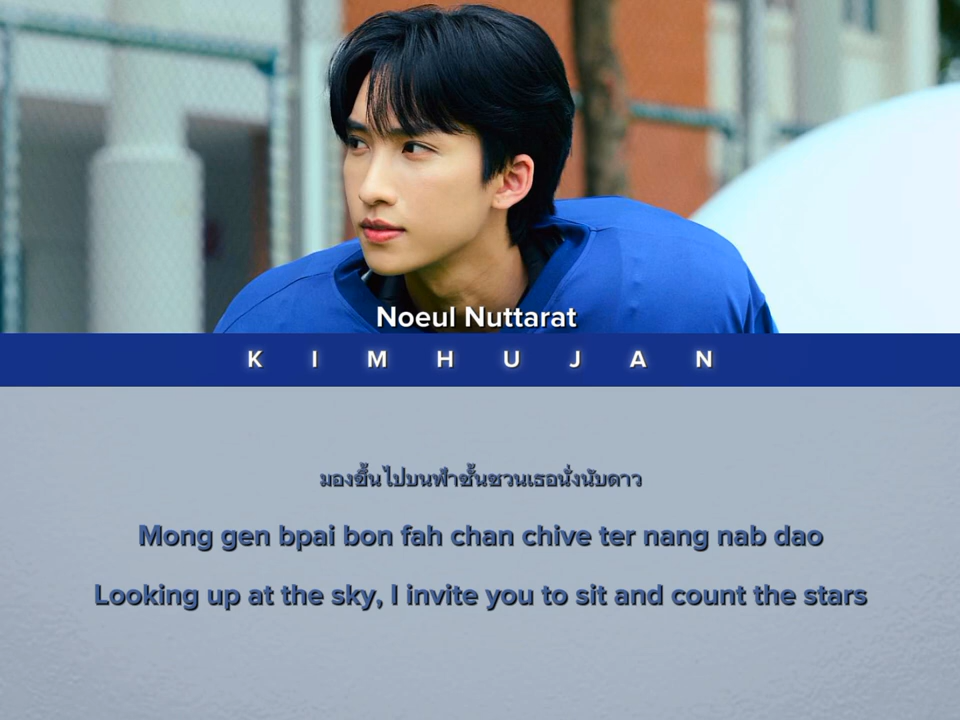 Noeul Nuttarat
K I M H U J A N
มองขึ้นไปบนฟ้าชั้นชวนเธอนั่งนับดาว
Mong gen bpai bon fah chan chive ter nang nab dao
Looking up at the sky, I invite you to sit and count the stars